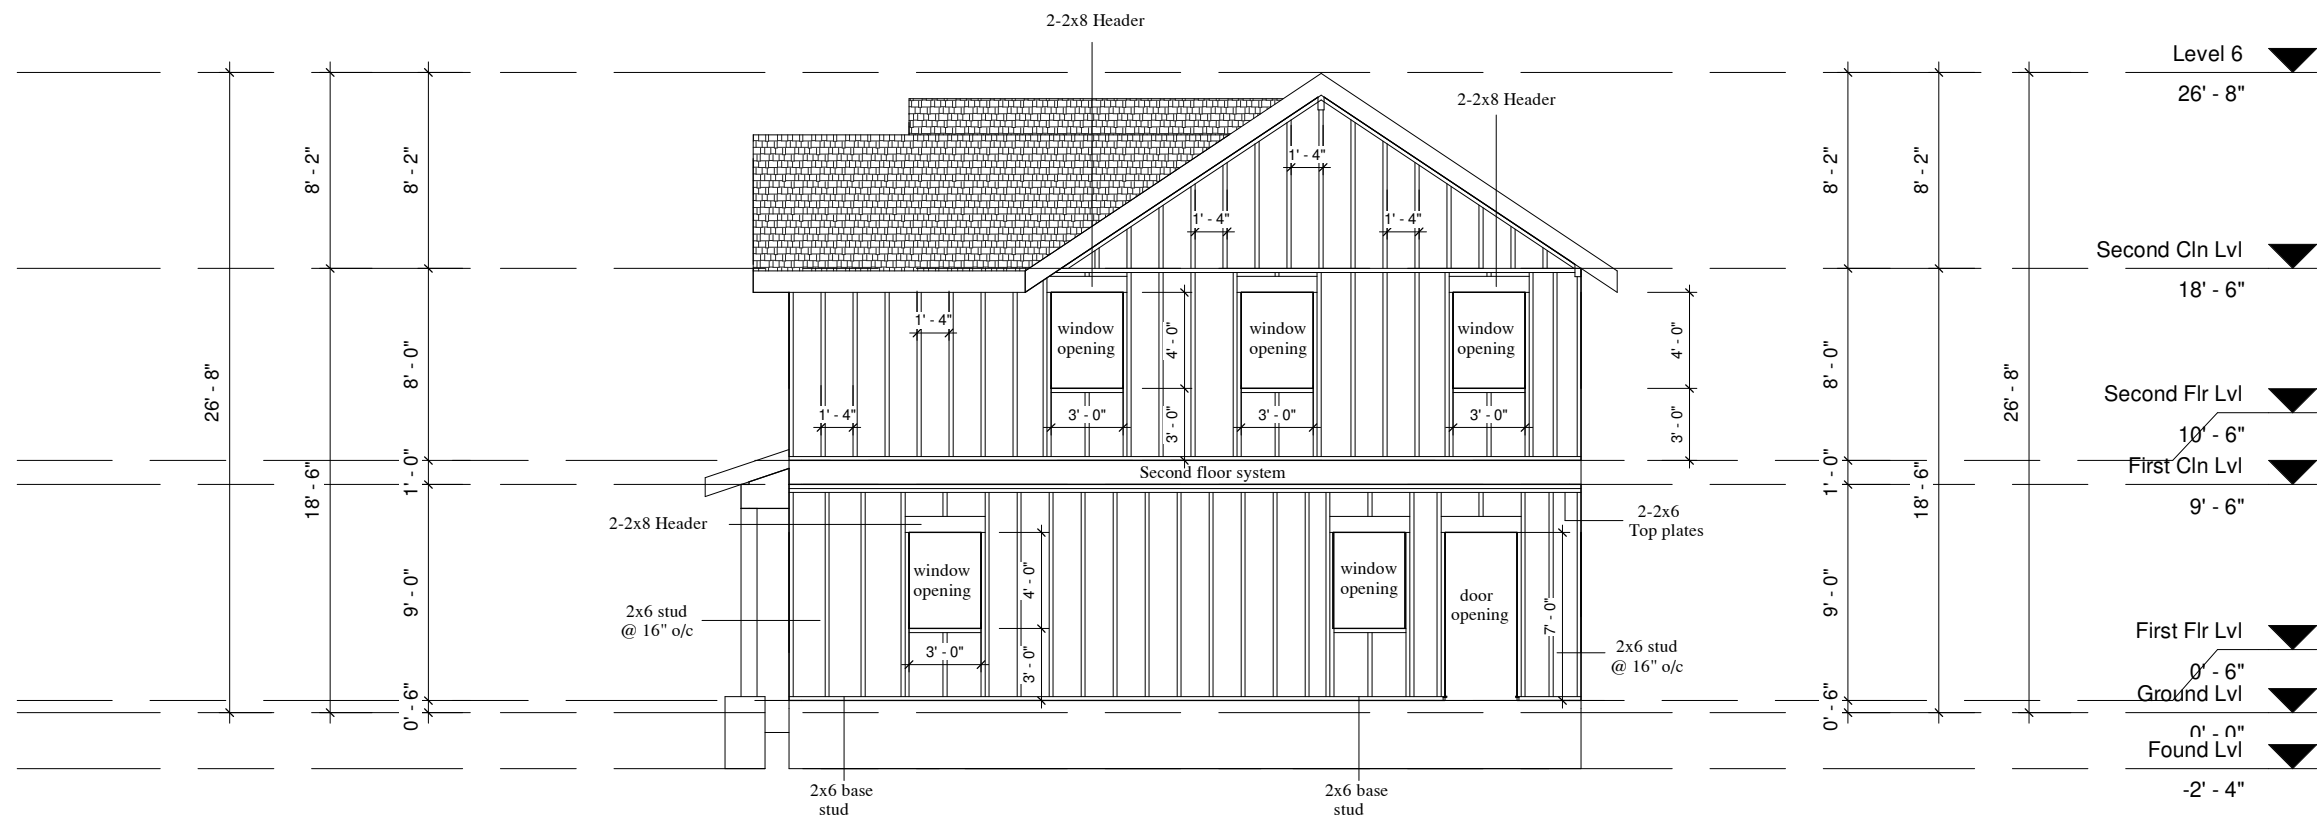 2-2x8 Header
Level 6
26' - 8"
2-2x8 Header
8' - 2"
8' - 2"
1' - 4"
8' - 2"
8' - 2"
1' - 4"
1' - 4"
Second Cln Lvl
18' - 6"
1' - 4"
window
opening
window
opening
window
opening
4' - 0"
4' - 0"
26' - 8"
8' - 0"
8' - 0"
26' - 8"
Second Flr Lvl
10' - 6"
1' - 4"
3' - 0"
3' - 0"
3' - 0"
3' - 0"
3' - 0"
First Cln Lvl
9' - 6"
18' - 6"
1' - 0"
Second floor system
1' - 0"
18' - 6"
2-2x8 Header
2-2x6
Top plates
window
opening
4' - 0"
window
opening
door
opening
9' - 0"
9' - 0"
2x6 stud
@ 16" o/c
7' - 0"
First Flr Lvl
0' - 6"
3' - 0"
3' - 0"
2x6 stud
@ 16" o/c
0' - 6"
0' - 6"
Ground Lvl
0' - 0"
Found Lvl
-2' - 4"
2x6 base
stud
2x6 base
stud